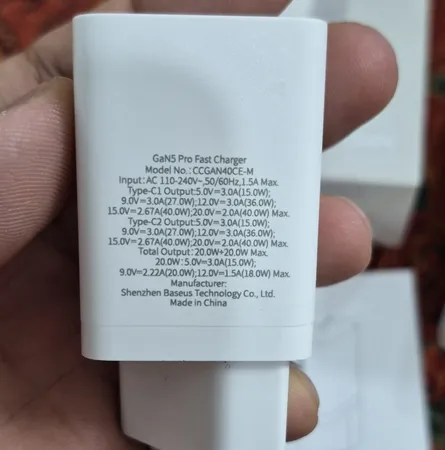 GaN5 Pro Fast Charger
Model No.: CCGAN40CE-M
Input:AC 110-240V~,50/60Hz,1.5A Max.
Type-C1 Output:5.0V=3.0A(15.0W);
9.0V=3.0A(27.0W);12.0V=3.0A(36.0W);
15.0V=2.67A(40.0W);20.0V=2.0A(40.0W) Max.
Type-C2 Output:5.0V=3.0A(15.0W);
9.0V=3.0A(27.0W);12.0V=3.0A(36.0W);
15.0V=2.67A(40.0W);20.0V=2.0A(40.0W) Max.
Total Output:20.0W+20.0W Max.
20.0W:5.0V=3.0A(15.0W);
9.0V=2.22A(20.0W);12.0V=1.5A(18.0W) Max.
Manufacturer:
Shenzhen Baseus Technology Co., Ltd.
Made in China